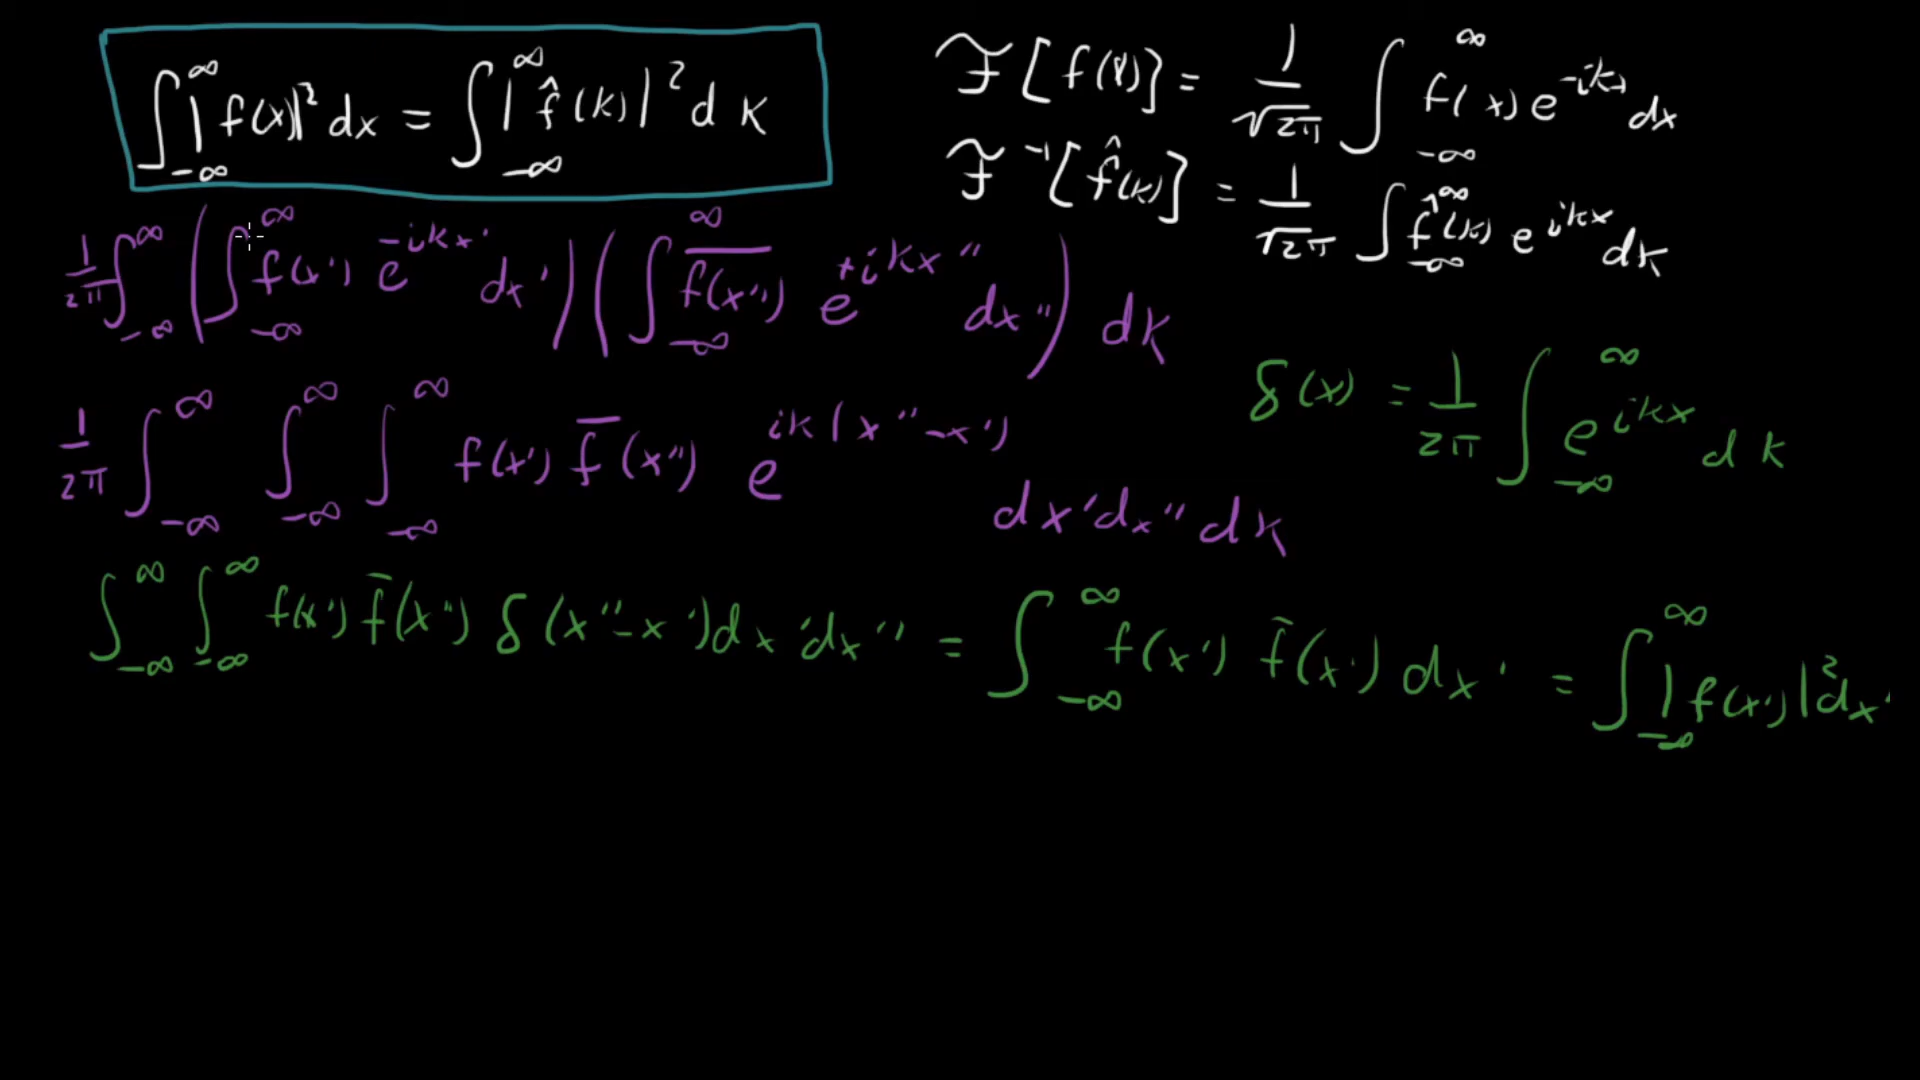 ∫_{-∞}^{∞} |f(x)|² dx = ∫_{-∞}^{∞} |f̂(k)|² dk
ℱ[f(x)] = 1/√2π ∫_{-∞}^{∞} f(x) e^{-ikx} dx
ℱ⁻¹[f̂(k)] = 1/√2π ∫_{-∞}^{∞} f̂(k) e^{ikx} dk
1/2π ∫_{-∞}^{∞} (∫_{-∞}^{∞} f(x') e^{-ikx'} dx') (∫_{-∞}^{∞} \overline{f(x'')} e^{+ikx''} dx'') dk
δ(x) = 1/2π ∫_{-∞}^{∞} e^{ikx} dk
1/2π ∫_{-∞}^{∞} ∫_{-∞}^{∞} ∫_{-∞}^{∞} f(x') f̄(x'') e^{ik(x''-x')} dx' dx'' dk
∫_{-∞}^{∞} ∫_{-∞}^{∞} f(x') f̄(x'') δ(x''-x') dx' dx'' = ∫_{-∞}^{∞} f(x') f̄(x') dx' = ∫_{-∞}^{∞} |f(x')|² dx'